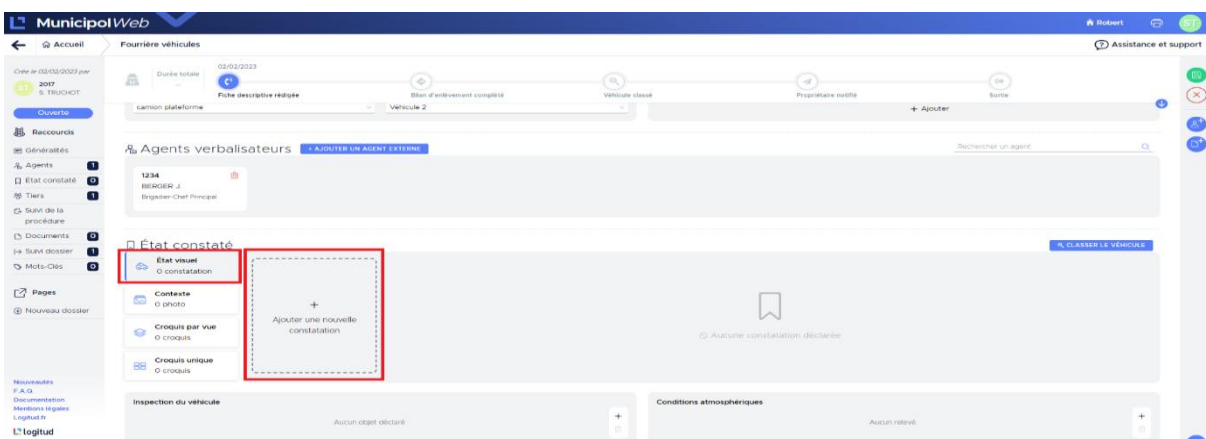 MunicipolWeb
Robert
ST
Accueil
Fourrière véhicules
Assistance et support
Créé le 02/02/2023 par
ST
2017
S. TRUCHOT
Ouverte
Raccourcis
Généralités
Agents 1
État constaté 0
Tiers 1
Suivi de la
procédure
Documents 0
Suivi dossier 1
Mots-Clés 0
Pages
Nouveau dossier
Nouveautés
F.A.Q.
Documentation
Mentions légales
Logitud.fr
logitud
Durée totale
02/02/2023
Fiche descriptive rédigée
Bilan d'enlèvement complété
Véhicule classé
Propriétaire notifié
Sortie
camion plateforme
Véhicule 2
+ Ajouter
Agents verbalisateurs
+ AJOUTER UN AGENT EXTERNE
Rechercher un agent
1234
BERGER J.
Brigadier-Chef Principal
État constaté
CLASSER LE VÉHICULE
État visuel
0 constatation
Contexte
0 photo
Croquis par vue
0 croquis
Croquis unique
0 croquis
+
Ajouter une nouvelle
constatation
Aucune constatation déclarée
Inspection du véhicule
Aucun objet déclaré
+
Conditions atmosphériques
Aucun relevé
+